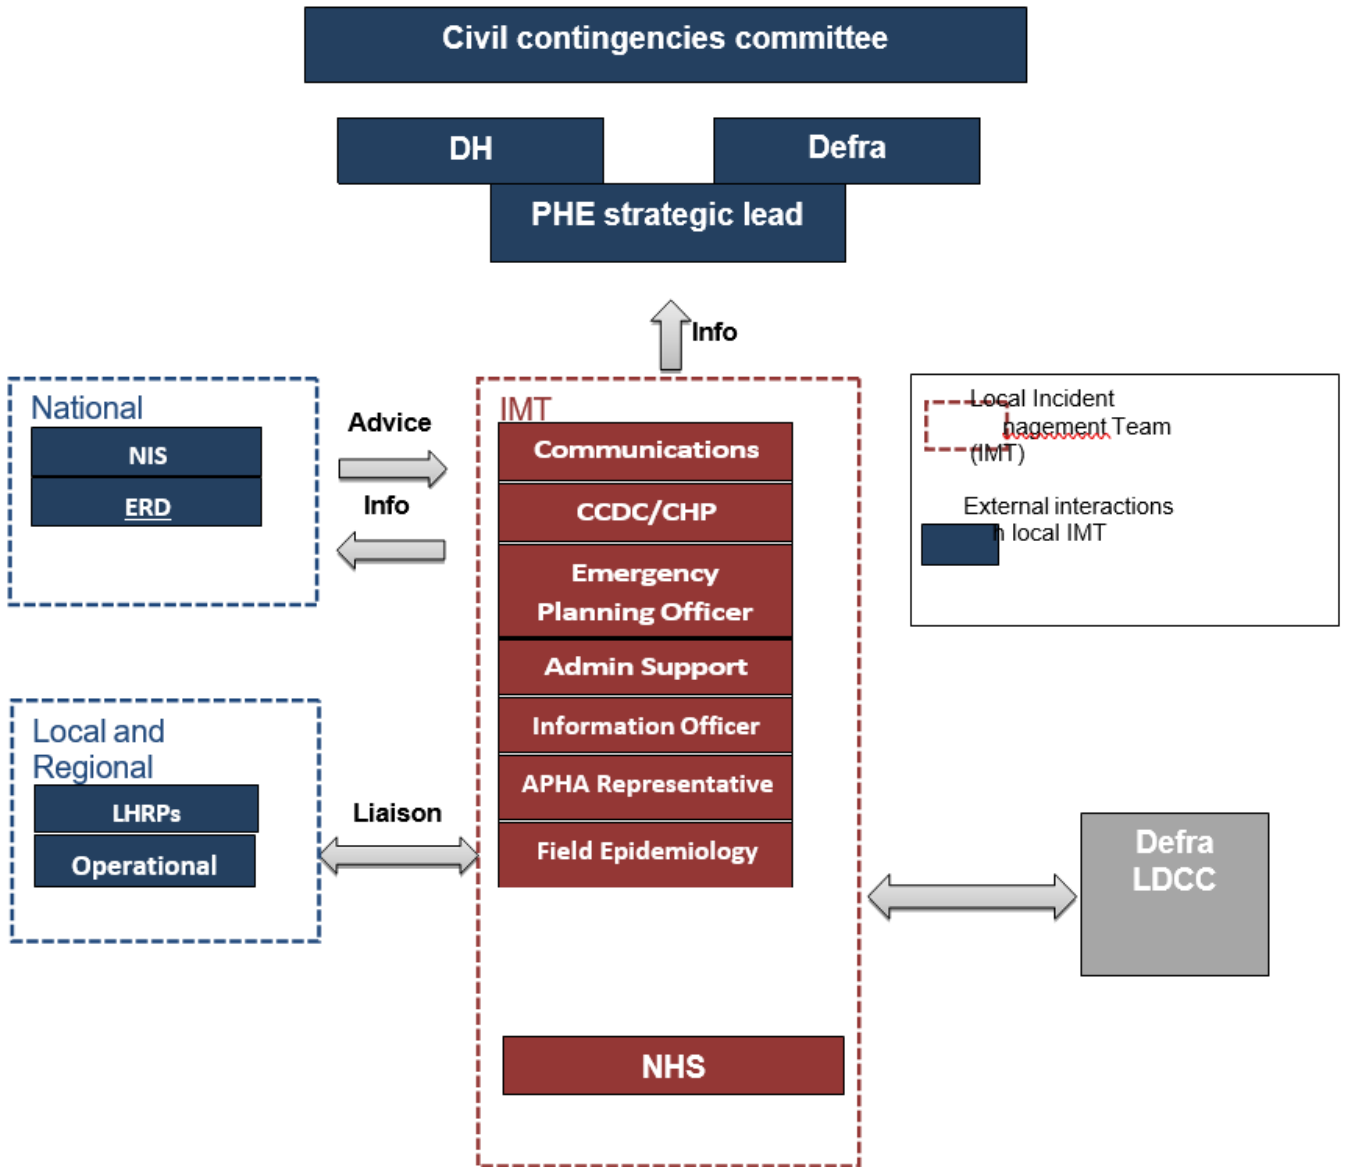 Civil contingencies committee
DH
Defra
PHE strategic lead
Info
National
NIS
ERD
Advice
Info
IMT
Communications
CCDC/CHP
Emergency
Planning Officer
Admin Support
Information Officer
APHA Representative
Field Epidemiology
NHS
Local Incident
nagement Team
(IMT)
External interactions
h local IMT
Local and
Regional
LHRPs
Operational
Liaison
Defra
LDCC